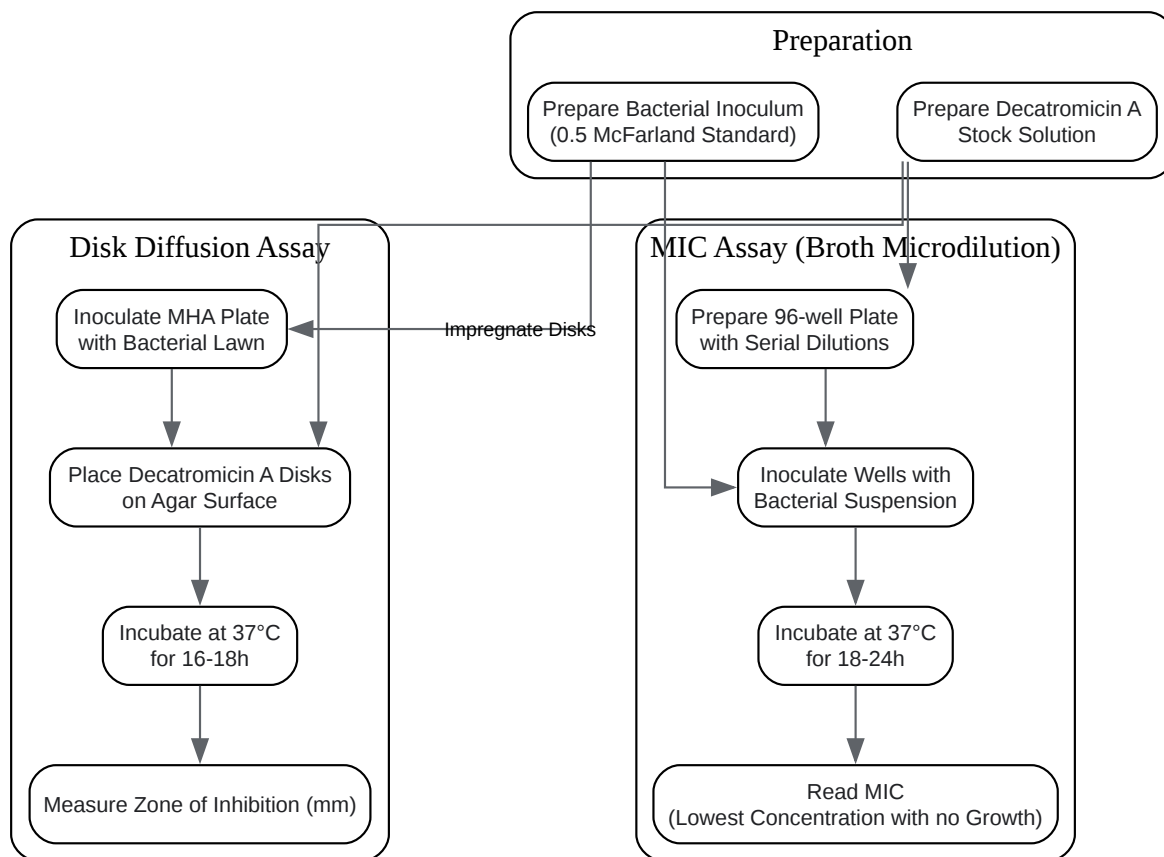 Preparation
Prepare Bacterial Inoculum
(0.5 McFarland Standard)
Prepare Decatromicin A
Stock Solution
Disk Diffusion Assay
Inoculate MHA Plate
with Bacterial Lawn
Impregnate Disks
Place Decatromicin A Disks
on Agar Surface
Incubate at 37°C
for 16-18h
Measure Zone of Inhibition (mm)
MIC Assay (Broth Microdilution)
Prepare 96-well Plate
with Serial Dilutions
Inoculate Wells with
Bacterial Suspension
Incubate at 37°C
for 18-24h
Read MIC
(Lowest Concentration with no Growth)